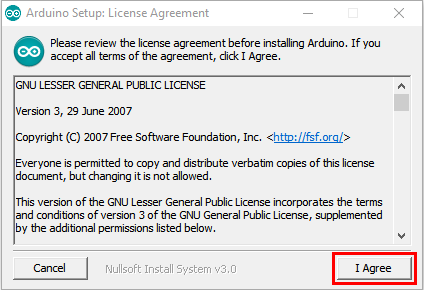 Arduino Setup: License Agreement
Please review the license agreement before installing Arduino. If you
accept all terms of the agreement, click I Agree.
GNU LESSER GENERAL PUBLIC LICENSE
Version 3, 29 June 2007
Copyright (C) 2007 Free Software Foundation, Inc. <http://fsf.org/>
Everyone is permitted to copy and distribute verbatim copies of this license
document, but changing it is not allowed.
This version of the GNU Lesser General Public License incorporates the terms
and conditions of version 3 of the GNU General Public License, supplemented
by the additional permissions listed below.
Cancel
Nullsoft Install System v3.0
I Agree